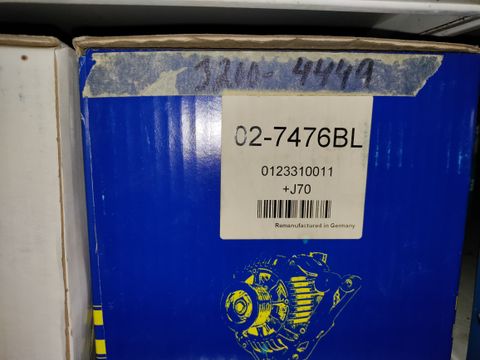 3210-4449
02-7476BL
0123310011
+J70
Remanufactured in Germany